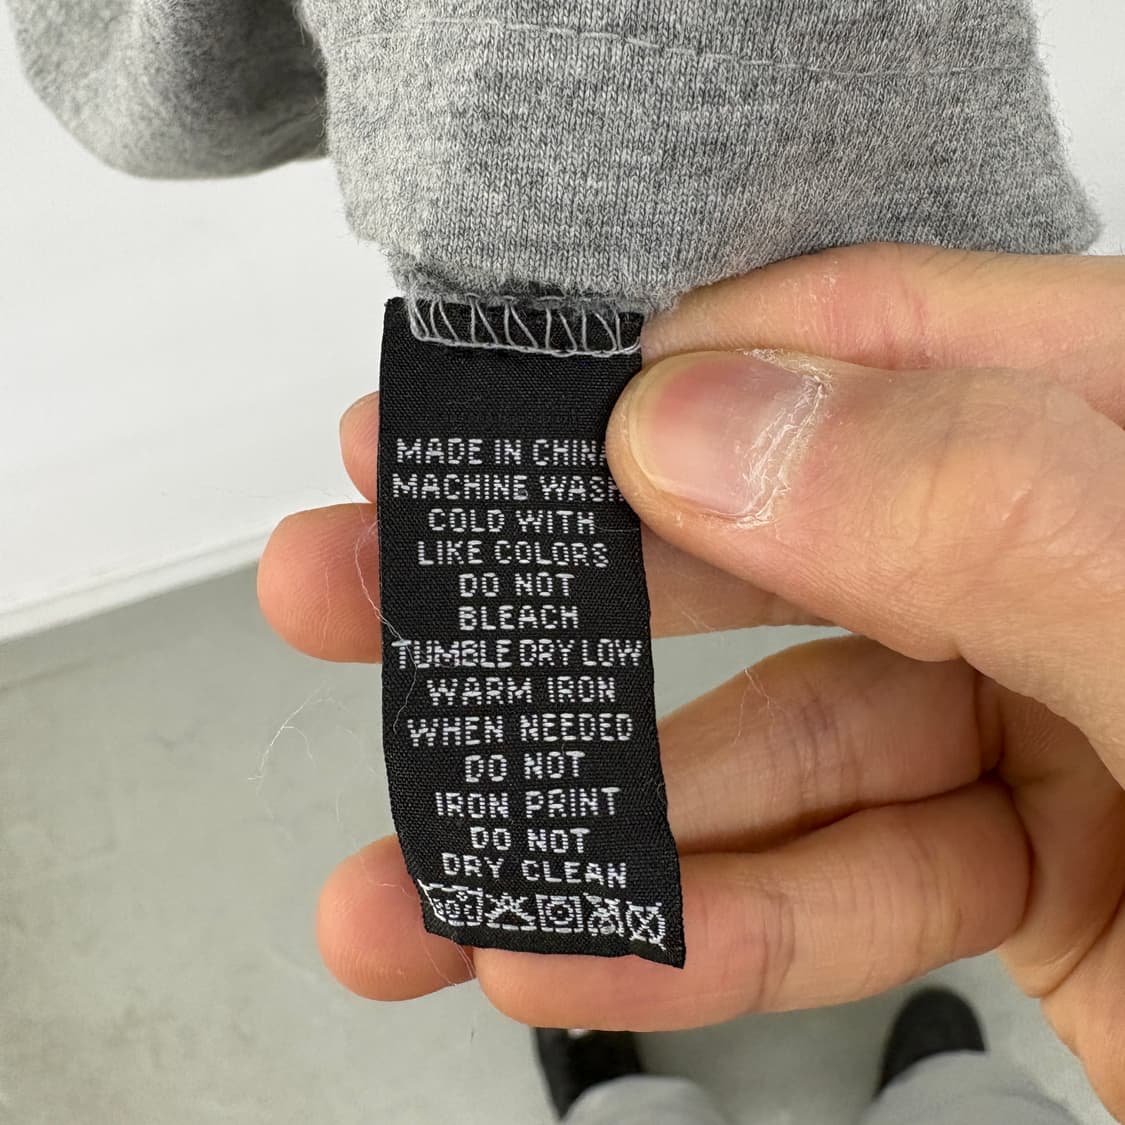 MADE IN CHINA
MACHINE WASH
COLD WITH
LIKE COLORS
DO NOT
BLEACH
TUMBLE DRY LOW
WARM IRON
WHEN NEEDED
DO NOT
IRON PRINT
DO NOT
DRY CLEAN